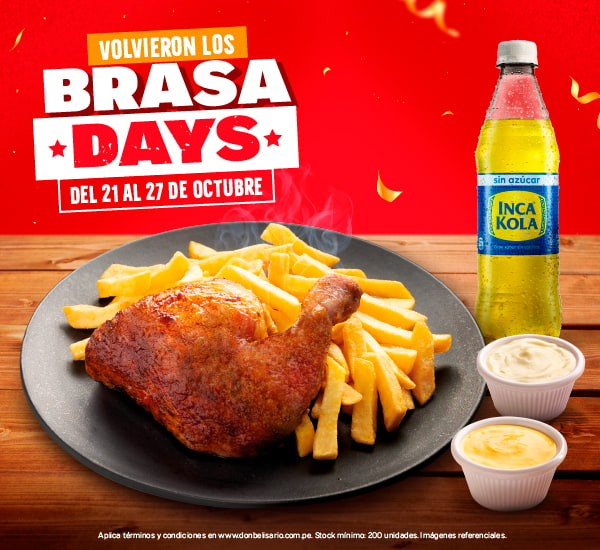 VOLVIERON LOS
BRASA
DAYS
DEL 21 AL 27 DE OCTUBRE
sin azúcar
INCA
KOLA
Aplica términos y condiciones en www.donbelisario.com.pe. Stock mínimo: 200 unidades. Imágenes referenciales.